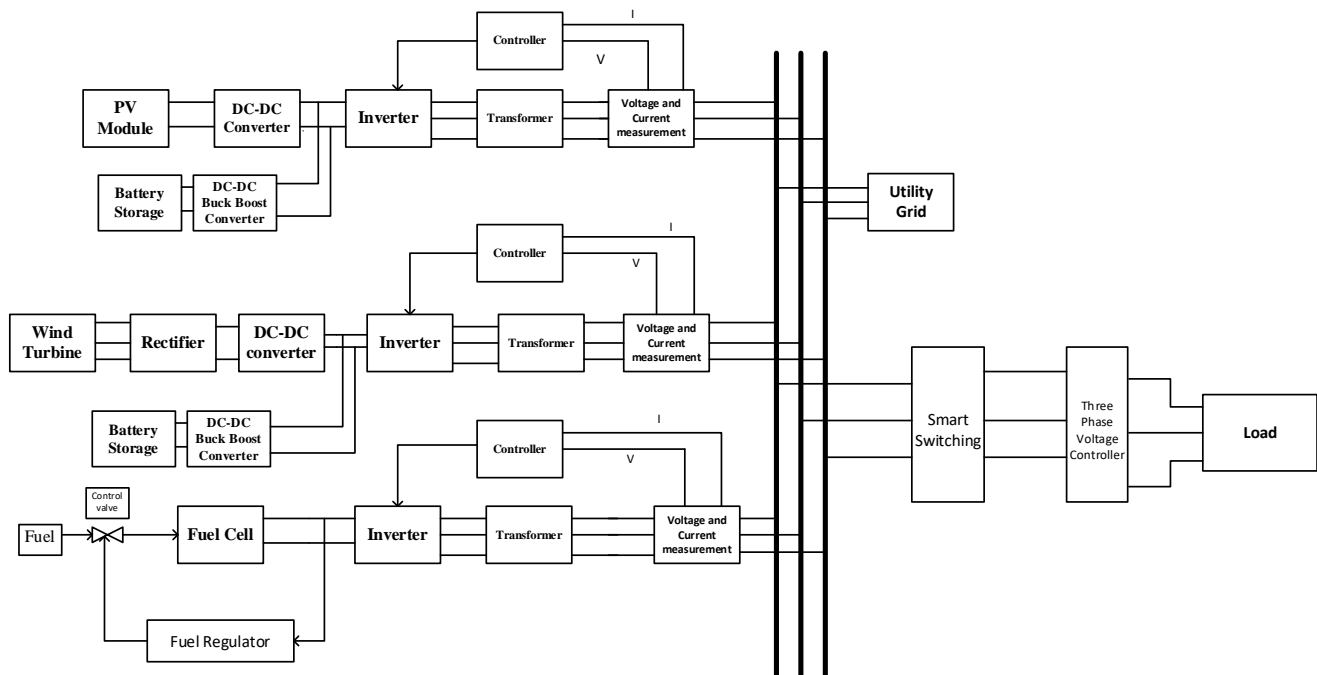 I
Controller
V
PV
Module
DC-DC
Converter
Inverter
Transformer
Voltage and
Current
measurement
Battery
Storage
DC-DC
Buck Boost
Converter
Utility
Grid
I
Controller
V
Wind
Turbine
Rectifier
DC-DC
converter
Inverter
Transformer
Voltage and
Current
measurement
Battery
Storage
DC-DC
Buck Boost
Converter
Smart
Switching
Three
Phase
Voltage
Controller
Load
I
Controller
V
Control
valve
Fuel
Fuel Cell
Inverter
Transformer
Voltage and
Current
measurement
Fuel Regulator